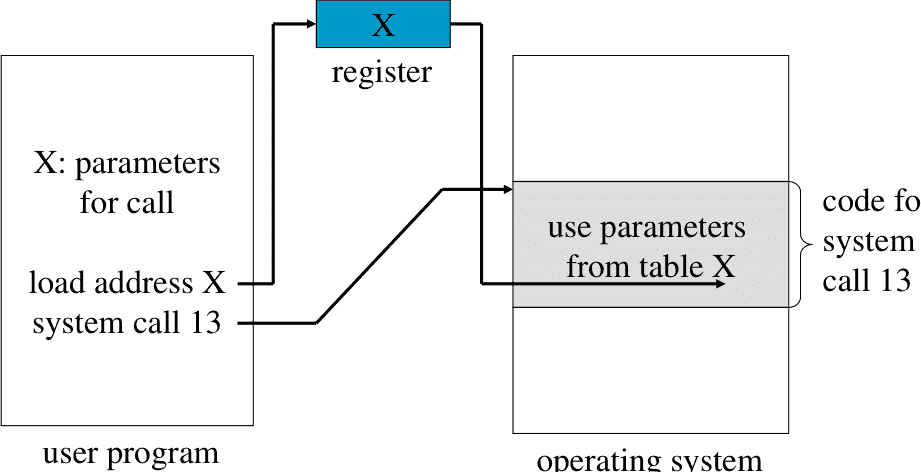 X
register
X: parameters
for call
load address X
system call 13
user program
use parameters
from table X
operating system
code fo
system
call 13